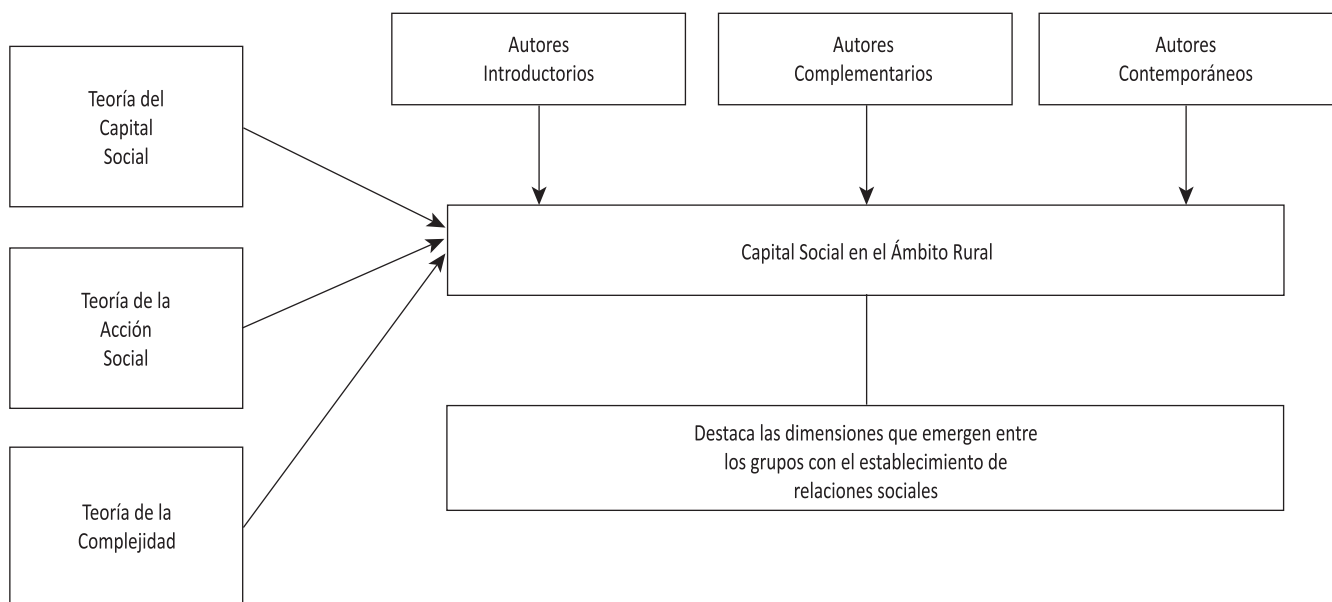 Autores
Introductorios
Autores
Complementarios
Autores
Contemporáneos
Teoría del
Capital
Social
Capital Social en el Ámbito Rural
Teoría de la
Acción
Social
Destaca las dimensiones que emergen entre
los grupos con el establecimiento de
relaciones sociales
Teoría de la
Complejidad